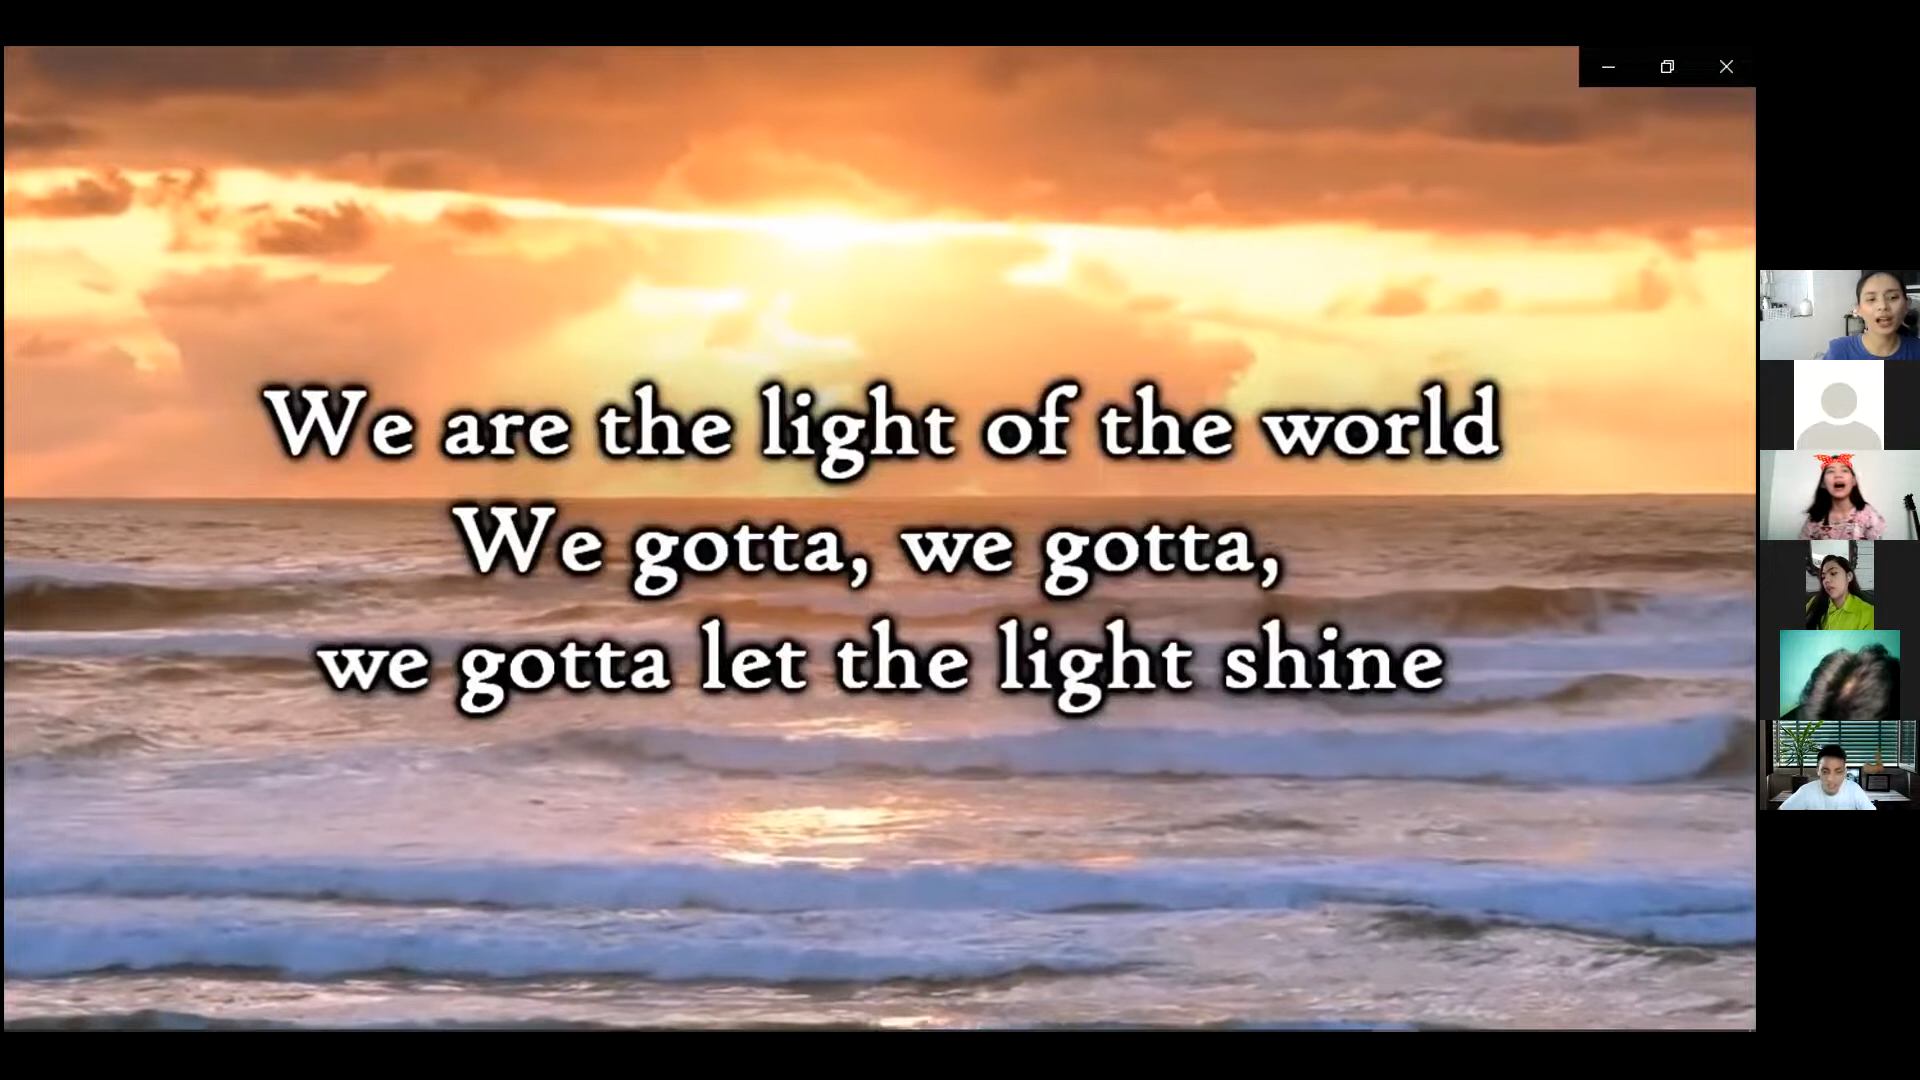 We are the light of the world
We gotta, we gotta,
we gotta let the light shine